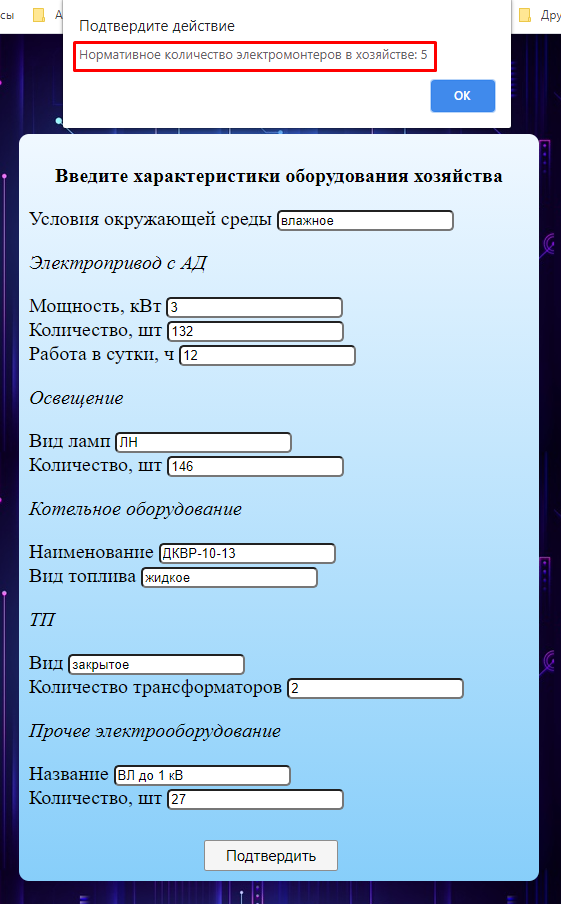 сы
Подтвердите действие
Нормативное количество электромонтеров в хозяйстве: 5
ОК
Введите характеристики оборудования хозяйства
Условия окружающей среды влажное
Электропривод с АД
Мощность, кВт 3
Количество, шт 132
Работа в сутки, ч 12
Освещение
Вид ламп ЛН
Количество, шт 146
Котельное оборудование
Наименование ДКВР-10-13
Вид топлива жидкое
ТП
Вид закрытое
Количество трансформаторов 2
Прочее электрооборудование
Название ВЛ до 1 кВ
Количество, шт 27
Подтвердить